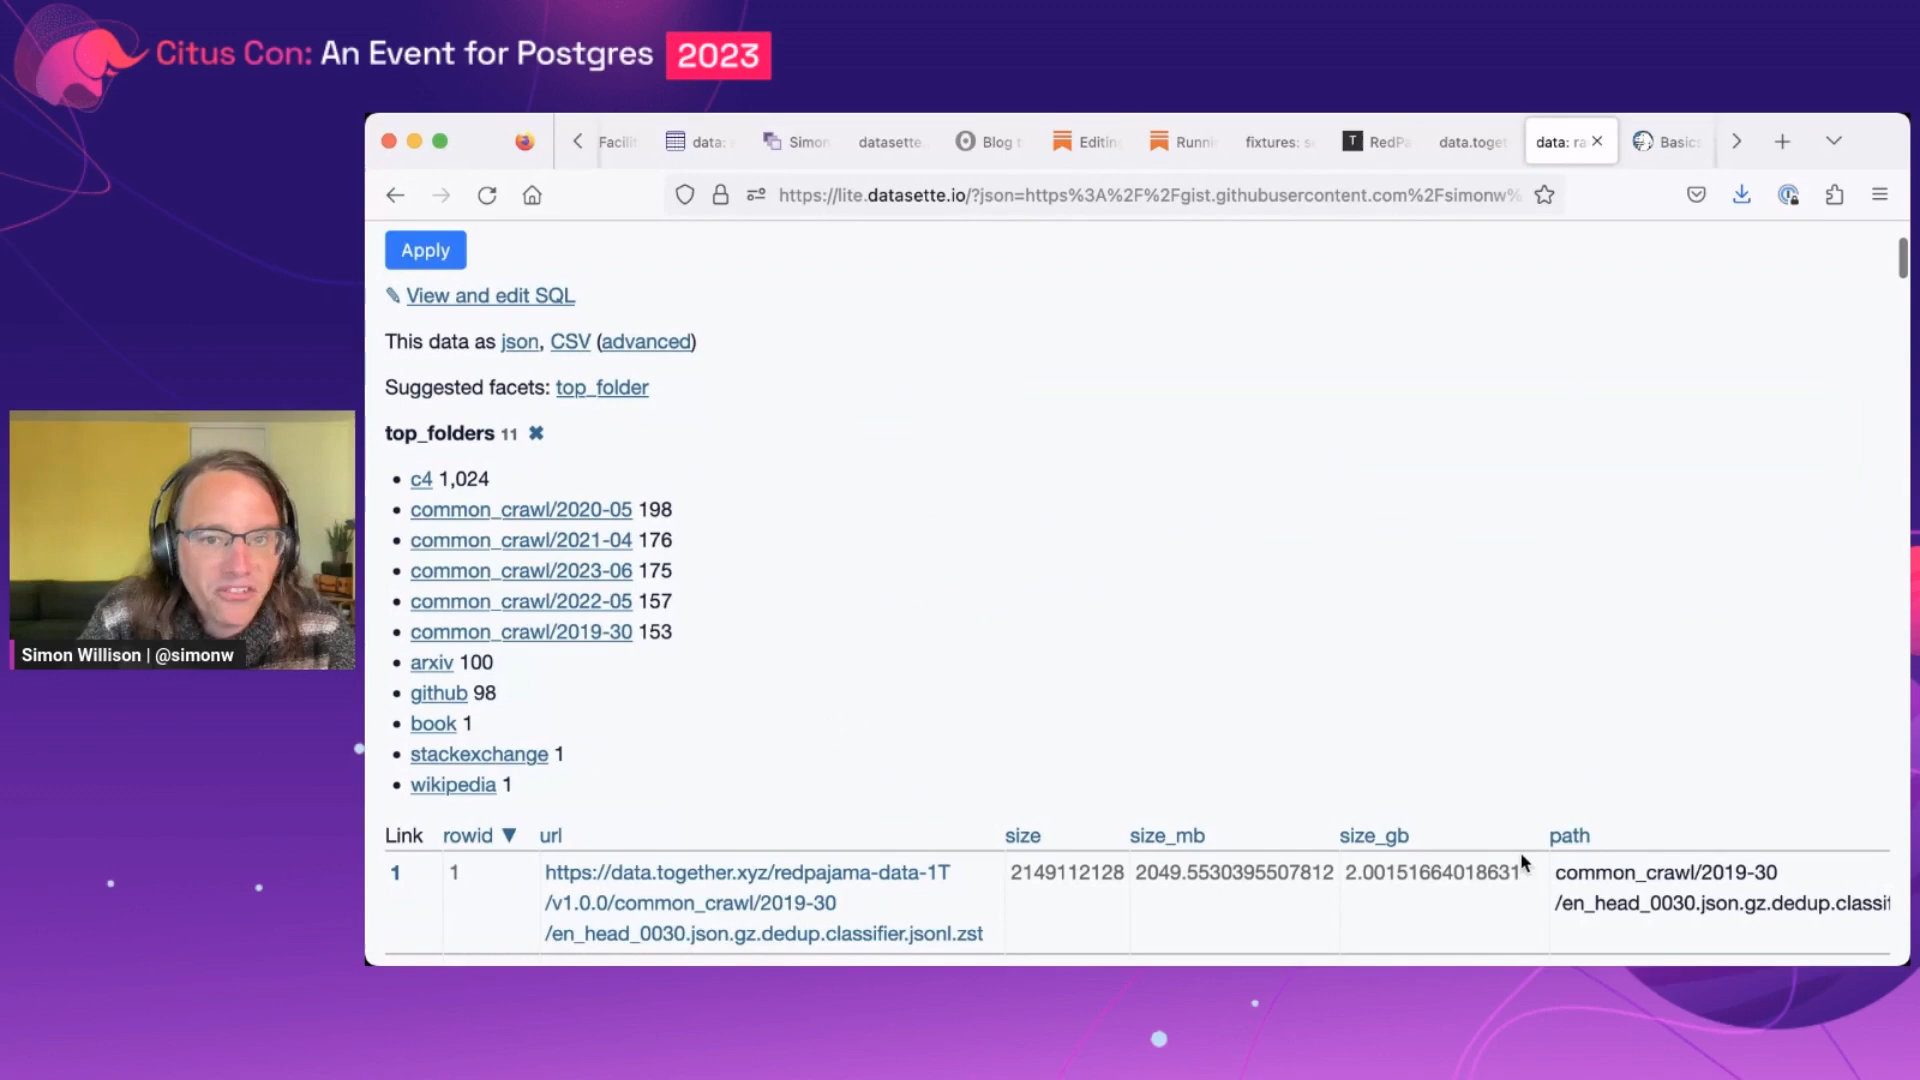 Citus Con: An Event for Postgres 2023
Facilit
data:
Simon
datasette.
Blog t
Editing
Runni
fixtures: s
T RedPa
data.toget
data: ra
Basics
https://lite.datasette.io/?json=https%3A%2F%2Fgist.githubusercontent.com%2Fsimonw%
Apply
View and edit SQL
This data as json, CSV (advanced)
Suggested facets: top_folder
top_folders 11
c4 1,024
common_crawl/2020-05 198
common_crawl/2021-04 176
common_crawl/2023-06 175
common_crawl/2022-05 157
common_crawl/2019-30 153
arxiv 100
github 98
book 1
stackexchange 1
wikipedia 1
Link rowid ▼ url size size_mb size_gb path
1 1 https://data.together.xyz/redpajama-data-1T 2149112128 2049.5530395507812 2.00151664018631 common_crawl/2019-30
/v1.0.0/common_crawl/2019-30 /en_head_0030.json.gz.dedup.classif
/en_head_0030.json.gz.dedup.classifier.jsonl.zst
Simon Willison | @simonw